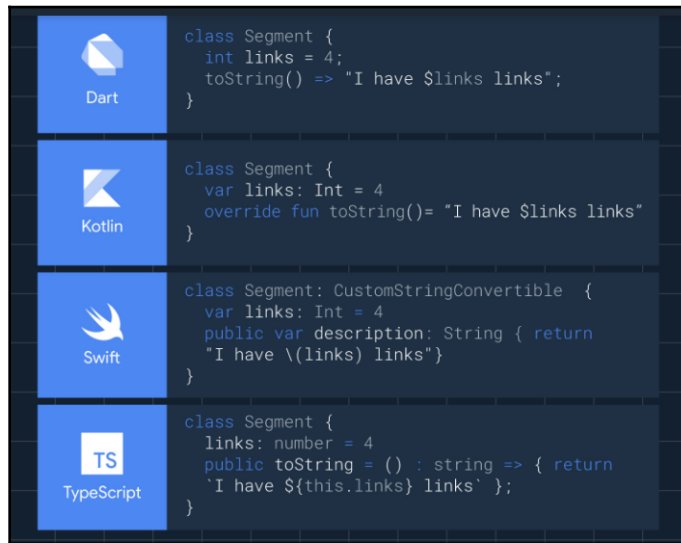 Dart
class Segment {
int links = 4;
toString() => "I have $links links";
}
Kotlin
class Segment {
var links: Int = 4
override fun toString()= “I have $links links”
}
Swift
class Segment: CustomStringConvertible  {
var links: Int = 4
public var description: String { return
"I have \(links) links"}
}
TS
TypeScript
class Segment {
links: number = 4
public toString = () : string => { return
`I have ${this.links} links` };
}